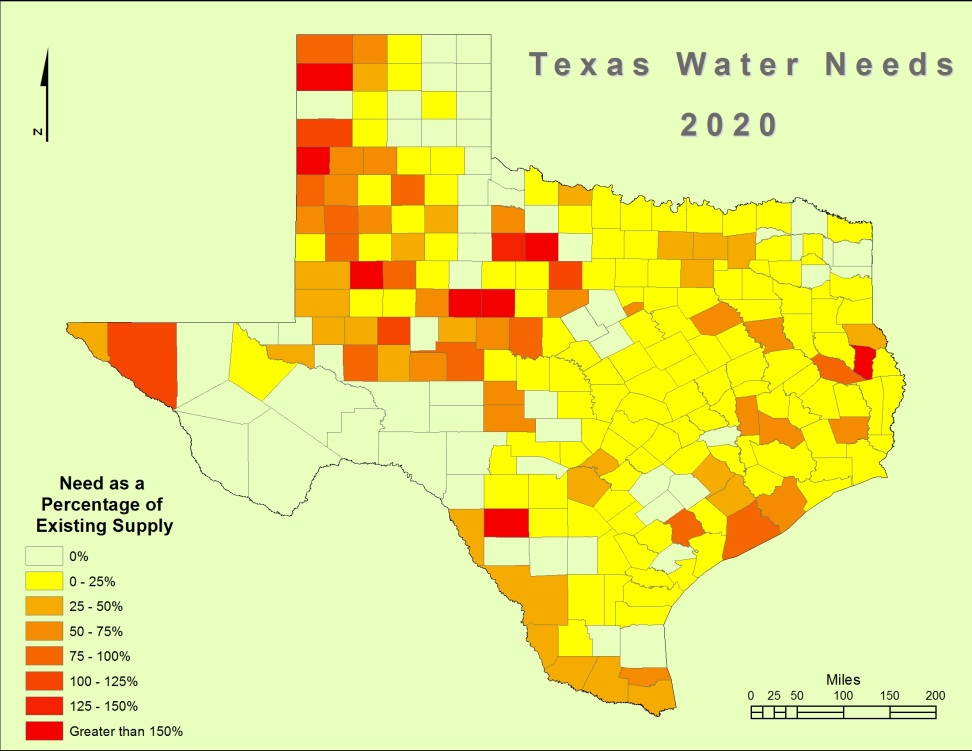 Texas Water Needs
2020
N
Need as a
Percentage of
Existing Supply
0%
0 - 25%
25 - 50%
50 - 75%
75 - 100%
100 - 125%
125 - 150%
Greater than 150%
Miles
0 25 50 100 150 200